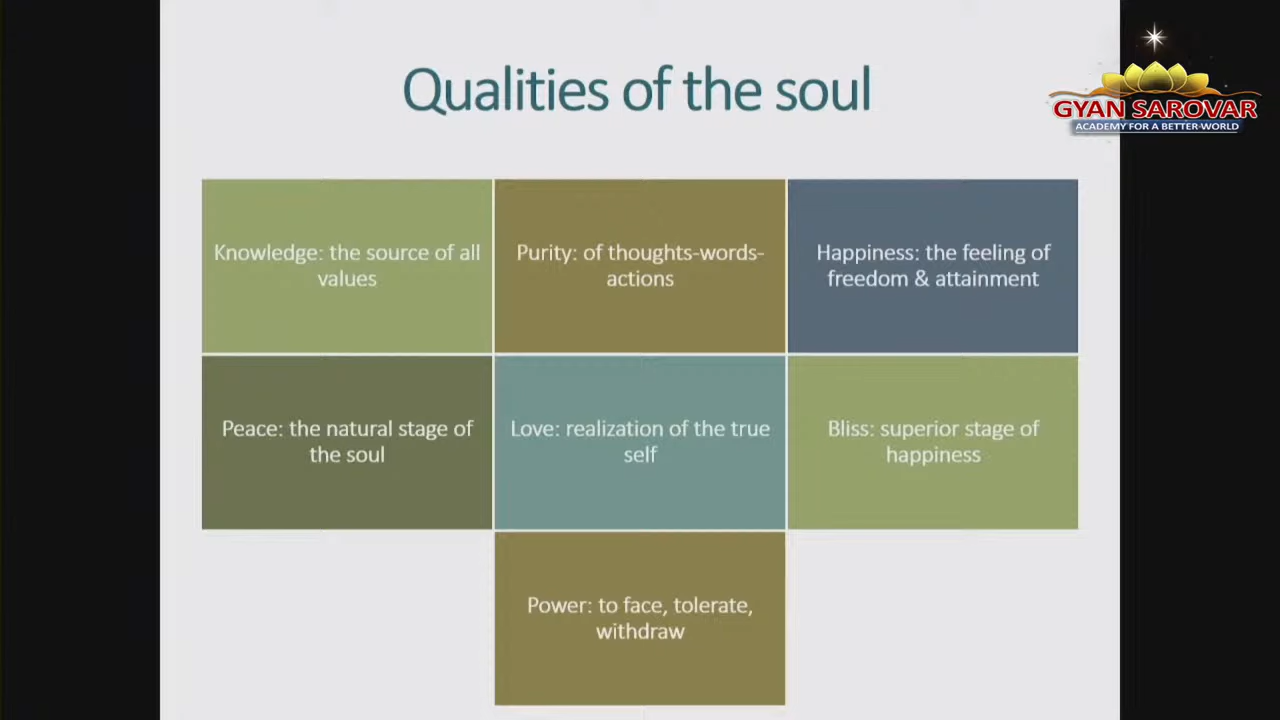 Qualities of the soul
GYAN SAROVAR
ACADEMY FOR A BETTER-WORLD
Knowledge: the source of all
values
Purity: of thoughts-words-
actions
Happiness: the feeling of
freedom & attainment
Peace: the natural stage of
the soul
Love: realization of the true
self
Bliss: superior stage of
happiness
Power: to face, tolerate,
withdraw